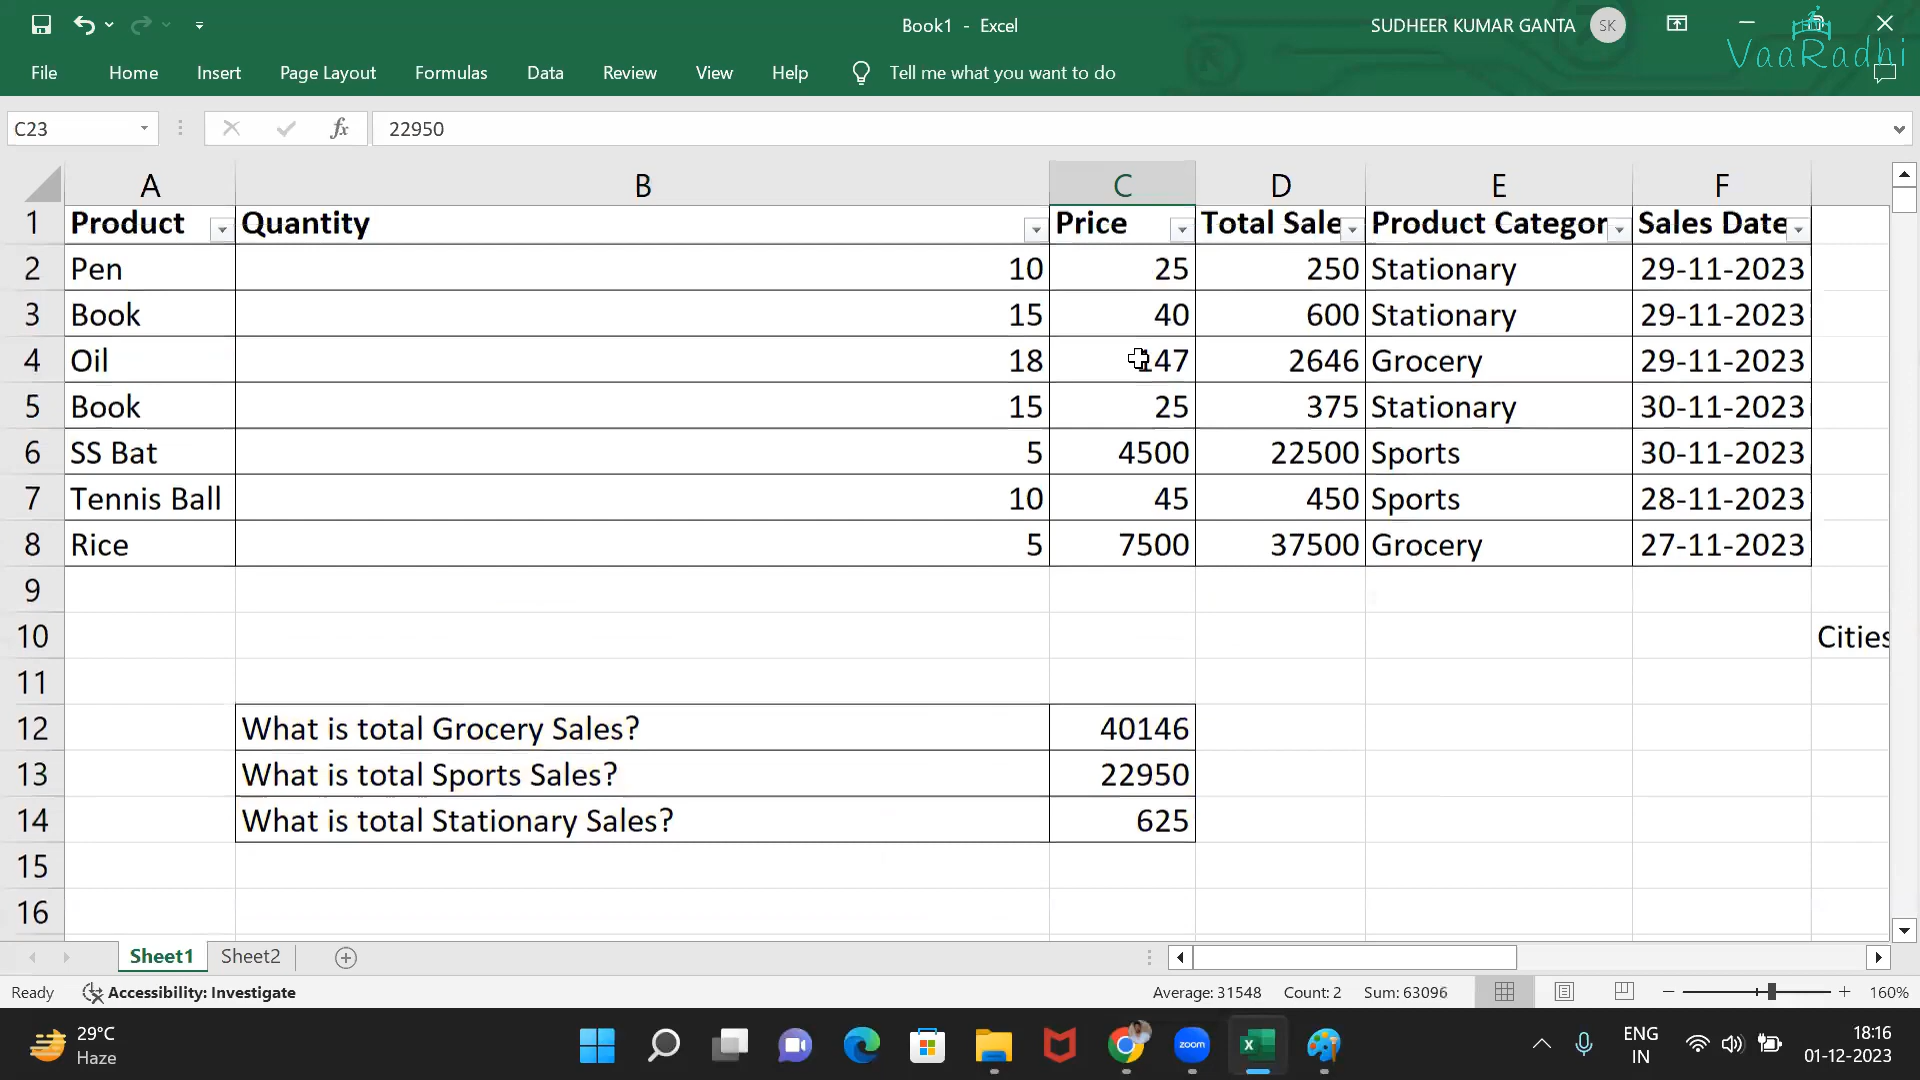 Book1 - Excel
SUDHEER KUMAR GANTA SK
VaaRadhi
File Home Insert Page Layout Formulas Data Review View Help Tell me what you want to do
C23 fx 22950
A B C D E F
1 Product Quantity Price Total Sale Product Categor Sales Date
2 Pen 10 25 250 Stationary 29-11-2023
3 Book 15 40 600 Stationary 29-11-2023
4 Oil 18 147 2646 Grocery 29-11-2023
5 Book 15 25 375 Stationary 30-11-2023
6 SS Bat 5 4500 22500 Sports 30-11-2023
7 Tennis Ball 10 45 450 Sports 28-11-2023
8 Rice 5 7500 37500 Grocery 27-11-2023
9
10 Cities
11
12 What is total Grocery Sales? 40146
13 What is total Sports Sales? 22950
14 What is total Stationary Sales? 625
15
16
Sheet1 Sheet2
Ready Accessibility: Investigate Average: 31548 Count: 2 Sum: 63096 160%
29°C ENG 18:16
Haze zoom IN 01-12-2023